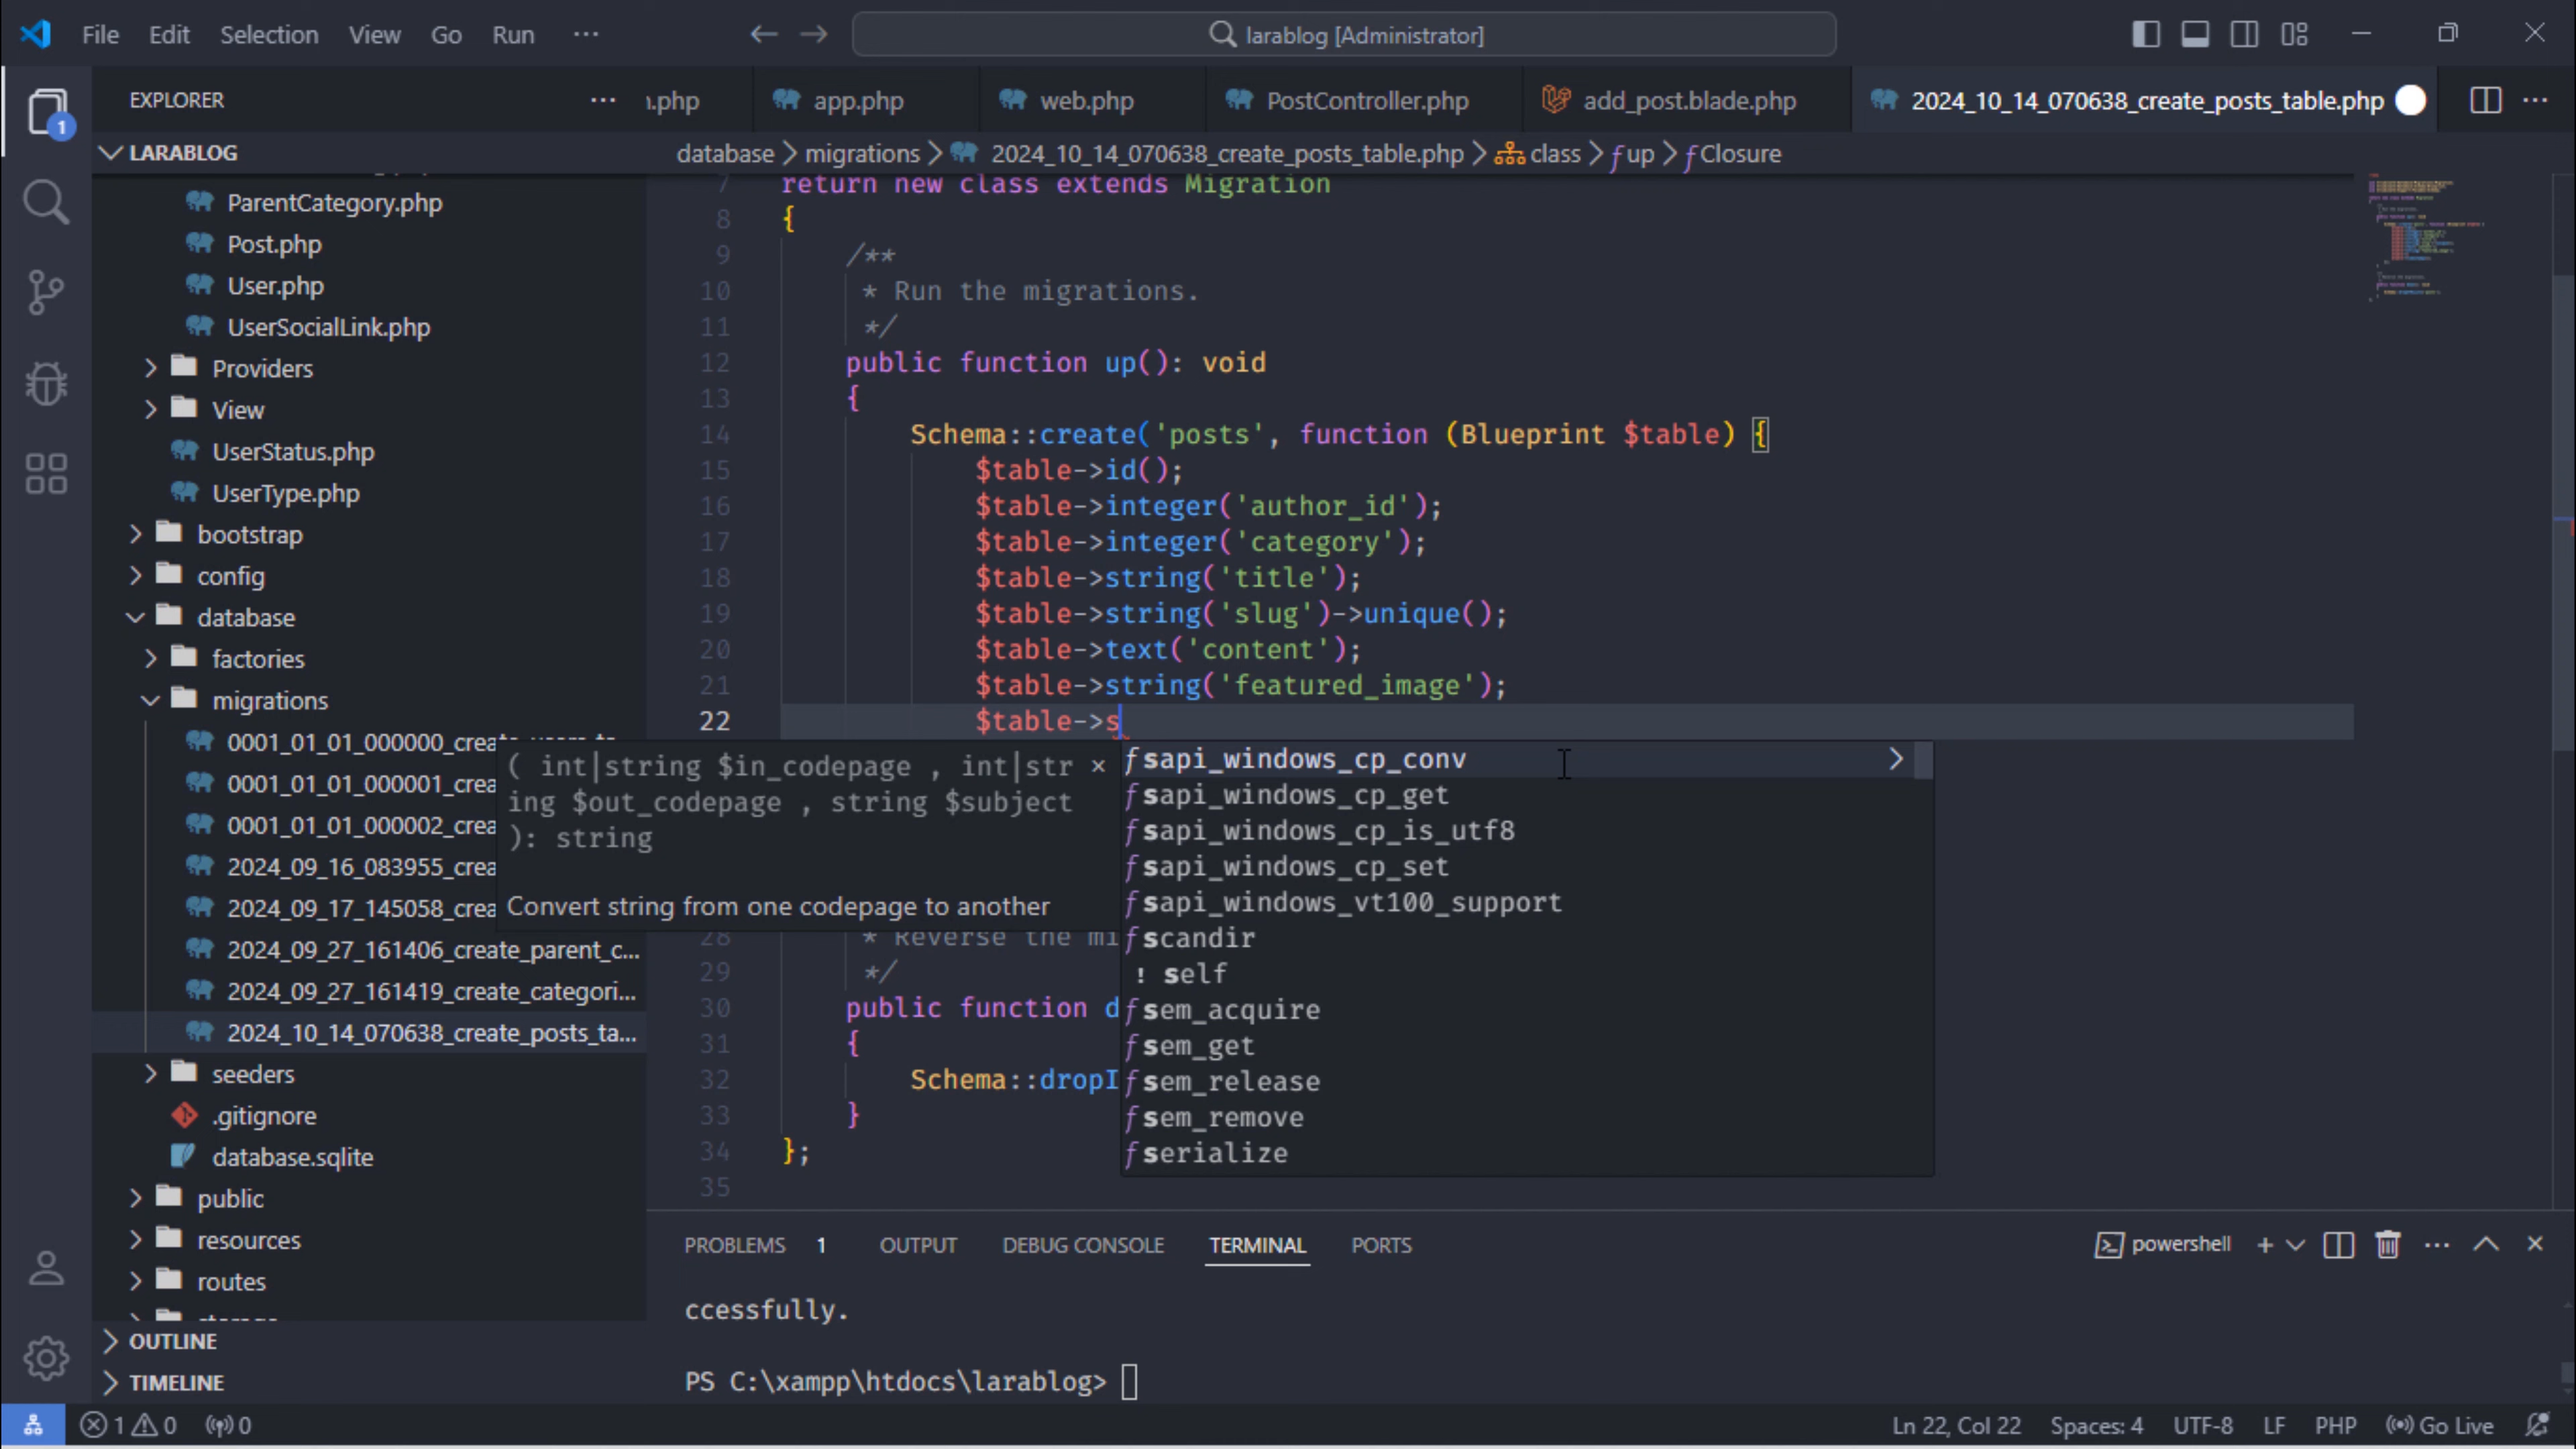 File Edit Selection View Go Run ··· larablog [Administrator]
EXPLORER ···
.php app.php web.php PostController.php add_post.blade.php 2024_10_14_070638_create_posts_table.php
LARABLOG
database > migrations > 2024_10_14_070638_create_posts_table.php > class > up > Closure
ParentCategory.php
Post.php
User.php
UserSocialLink.php
Providers
View
UserStatus.php
UserType.php
bootstrap
config
database
factories
migrations
0001_01_01_000000_create_users_ta
0001_01_01_000001_crea
0001_01_01_000002_crea
2024_09_16_083955_crea
2024_09_17_145058_crea
2024_09_27_161406_create_parent_c...
2024_09_27_161419_create_categori...
2024_10_14_070638_create_posts_ta...
seeders
.gitignore
database.sqlite
public
resources
routes
OUTLINE
TIMELINE
7 return new class extends Migration
8 {
9 /**
10 * Run the migrations.
11 */
12 public function up(): void
13 {
14 Schema::create('posts', function (Blueprint $table) {
15 $table->id();
16 $table->integer('author_id');
17 $table->integer('category');
18 $table->string('title');
19 $table->string('slug')->unique();
20 $table->text('content');
21 $table->string('featured_image');
22 $table->s
( int|string $in_codepage , int|str
ing $out_codepage , string $subject
): string
Convert string from one codepage to another
sapi_windows_cp_conv
sapi_windows_cp_get
sapi_windows_cp_is_utf8
sapi_windows_cp_set
sapi_windows_vt100_support
scandir
self
sem_acquire
sem_get
sem_release
sem_remove
serialize
28 * Reverse the mi
29 */
30 public function d
31 {
32 Schema::dropI
33 }
34 };
35
PROBLEMS 1 OUTPUT DEBUG CONSOLE TERMINAL PORTS powershell
ccessfully.
PS C:\xampp\htdocs\larablog>
1 0 0 Ln 22, Col 22 Spaces: 4 UTF-8 LF PHP Go Live